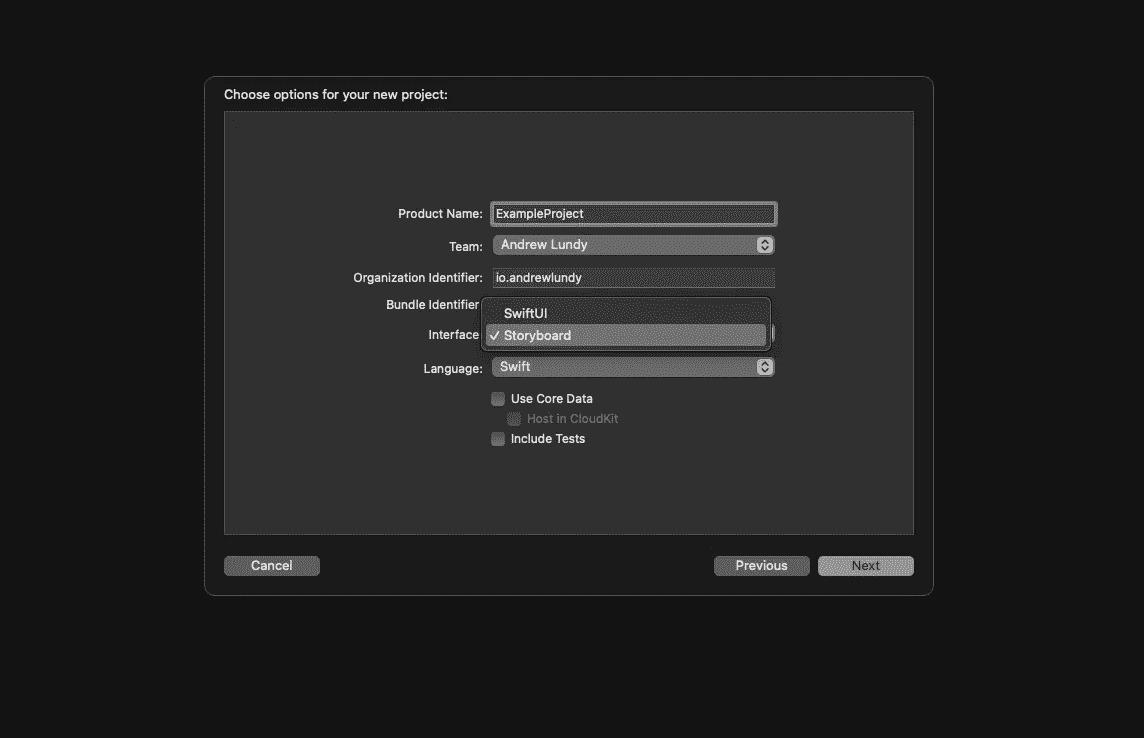 Choose options for your new project:
Product Name: ExampleProject
Team: Andrew Lundy
Organization Identifier: io.andrewlundy
Bundle Identifier
SwiftUI
Interface ✓ Storyboard
Language: Swift
Use Core Data
Host in CloudKit
Include Tests
Cancel Previous Next